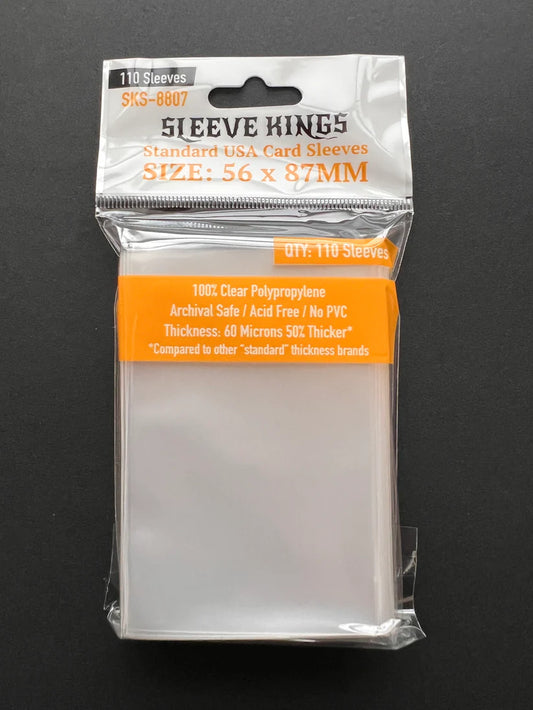 110 Sleeves
SKS-8807
SLEEVE KINGS
Standard USA Card Sleeves
SIZE: 56 x 87MM
QTY: 110 Sleeves
100% Clear Polypropylene
Archival Safe / Acid Free / No PVC
Thickness: 60 Microns 50% Thicker*
*Compared to other "standard" thickness brands